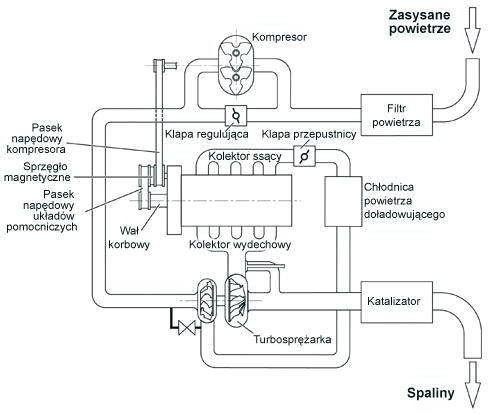 Zasysane
powietrze
Kompresor
Filtr
powietrza
Klapa regulująca
Klapa przepustnicy
Pasek
napędowy
kompresora
Kolektor ssący
Sprzęgło
magnetyczne
Pasek
napędowy
układów
pomocniczych
Chłodnica
powietrza
doładowującego
Wał
korbowy
Kolektor wydechowy
Katalizator
Turbosprężarka
Spaliny